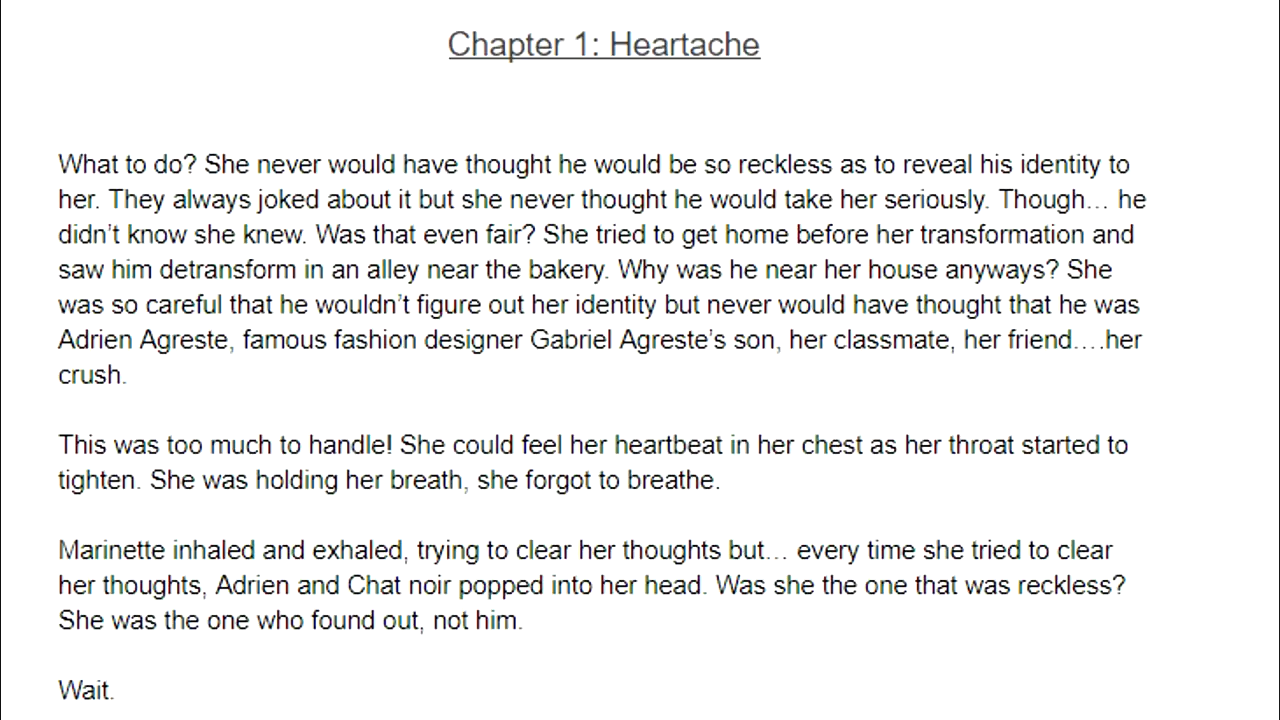 Chapter 1: Heartache
What to do? She never would have thought he would be so reckless as to reveal his identity to
her. They always joked about it but she never thought he would take her seriously. Though… he
didn’t know she knew. Was that even fair? She tried to get home before her transformation and
saw him detransform in an alley near the bakery. Why was he near her house anyways? She
was so careful that he wouldn’t figure out her identity but never would have thought that he was
Adrien Agreste, famous fashion designer Gabriel Agreste’s son, her classmate, her friend….her
crush.
This was too much to handle! She could feel her heartbeat in her chest as her throat started to
tighten. She was holding her breath, she forgot to breathe.
Marinette inhaled and exhaled, trying to clear her thoughts but… every time she tried to clear
her thoughts, Adrien and Chat noir popped into her head. Was she the one that was reckless?
She was the one who found out, not him.
Wait.